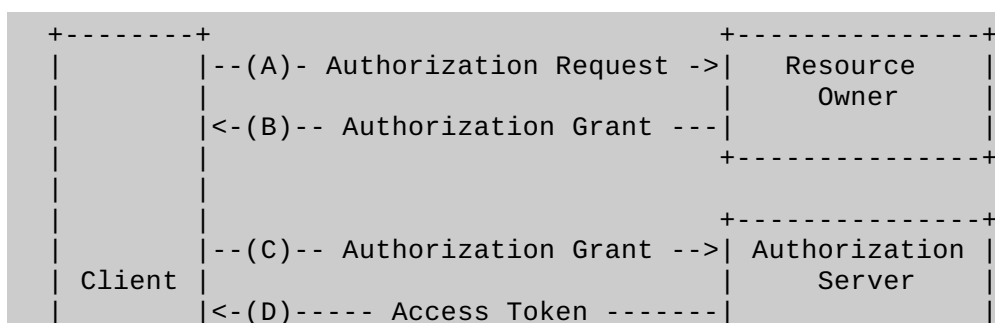 +--------+                               +---------------+
|        |--(A)- Authorization Request ->|   Resource    |
|        |                               |     Owner     |
|        |<-(B)-- Authorization Grant ---|               |
|        |                               +---------------+
|        |
|        |                               +---------------+
|        |--(C)-- Authorization Grant -->| Authorization |
| Client |                               |     Server    |
|        |<-(D)----- Access Token -------|               |